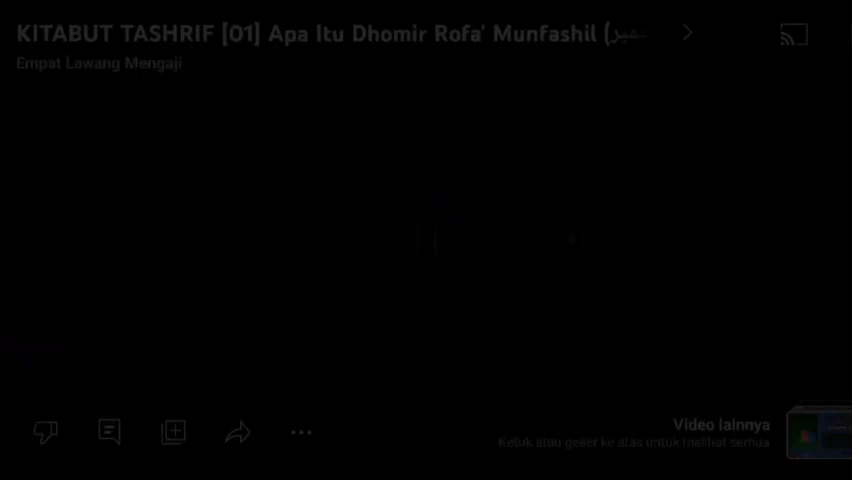 KITABUT TASHRIF [01] Apa Itu Dhomir Rofa' Munfashil (ضمير
Empat Lawang Mengaji
Video lainnya
Ketuk atau geser ke atas untuk melihat semua